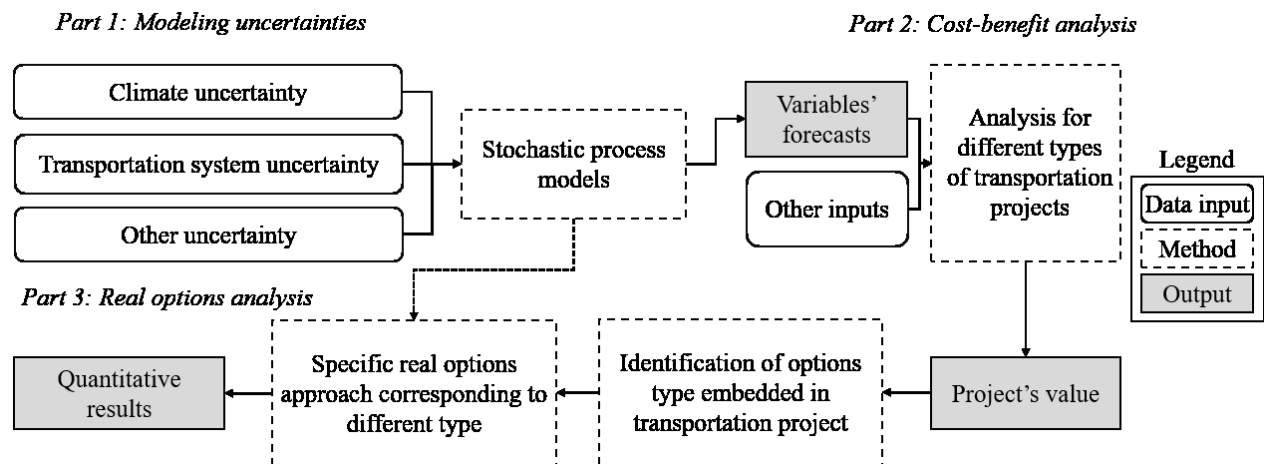 Part 1: Modeling uncertainties
Part 2: Cost-benefit analysis
Climate uncertainty
Transportation system uncertainty
Other uncertainty
Stochastic process
models
Variables’
forecasts
Other inputs
Analysis for
different types
of transportation
projects
Legend
Data input
Method
Output
Part 3: Real options analysis
Quantitative
results
Specific real options
approach corresponding to
different type
Identification of options
type embedded in
transportation project
Project’s value